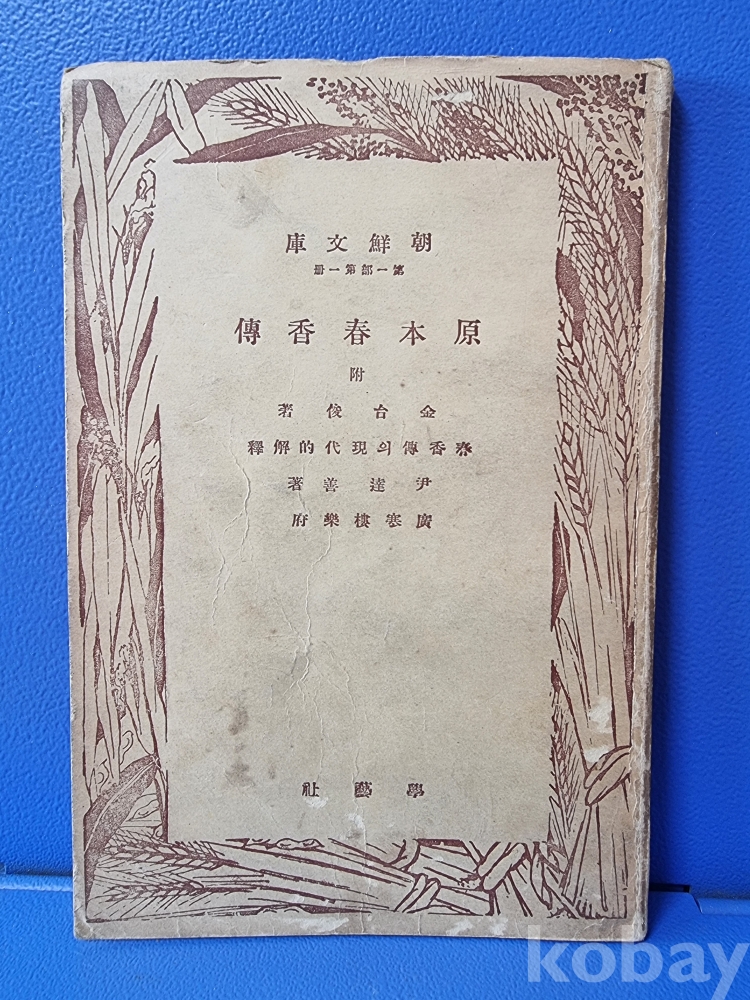 朝鮮文庫
第一部第一冊
原本春香傳
附
金台俊著
春香傳의現代的解釋
尹達善著
廣寒樓樂府
學藝社
kobay